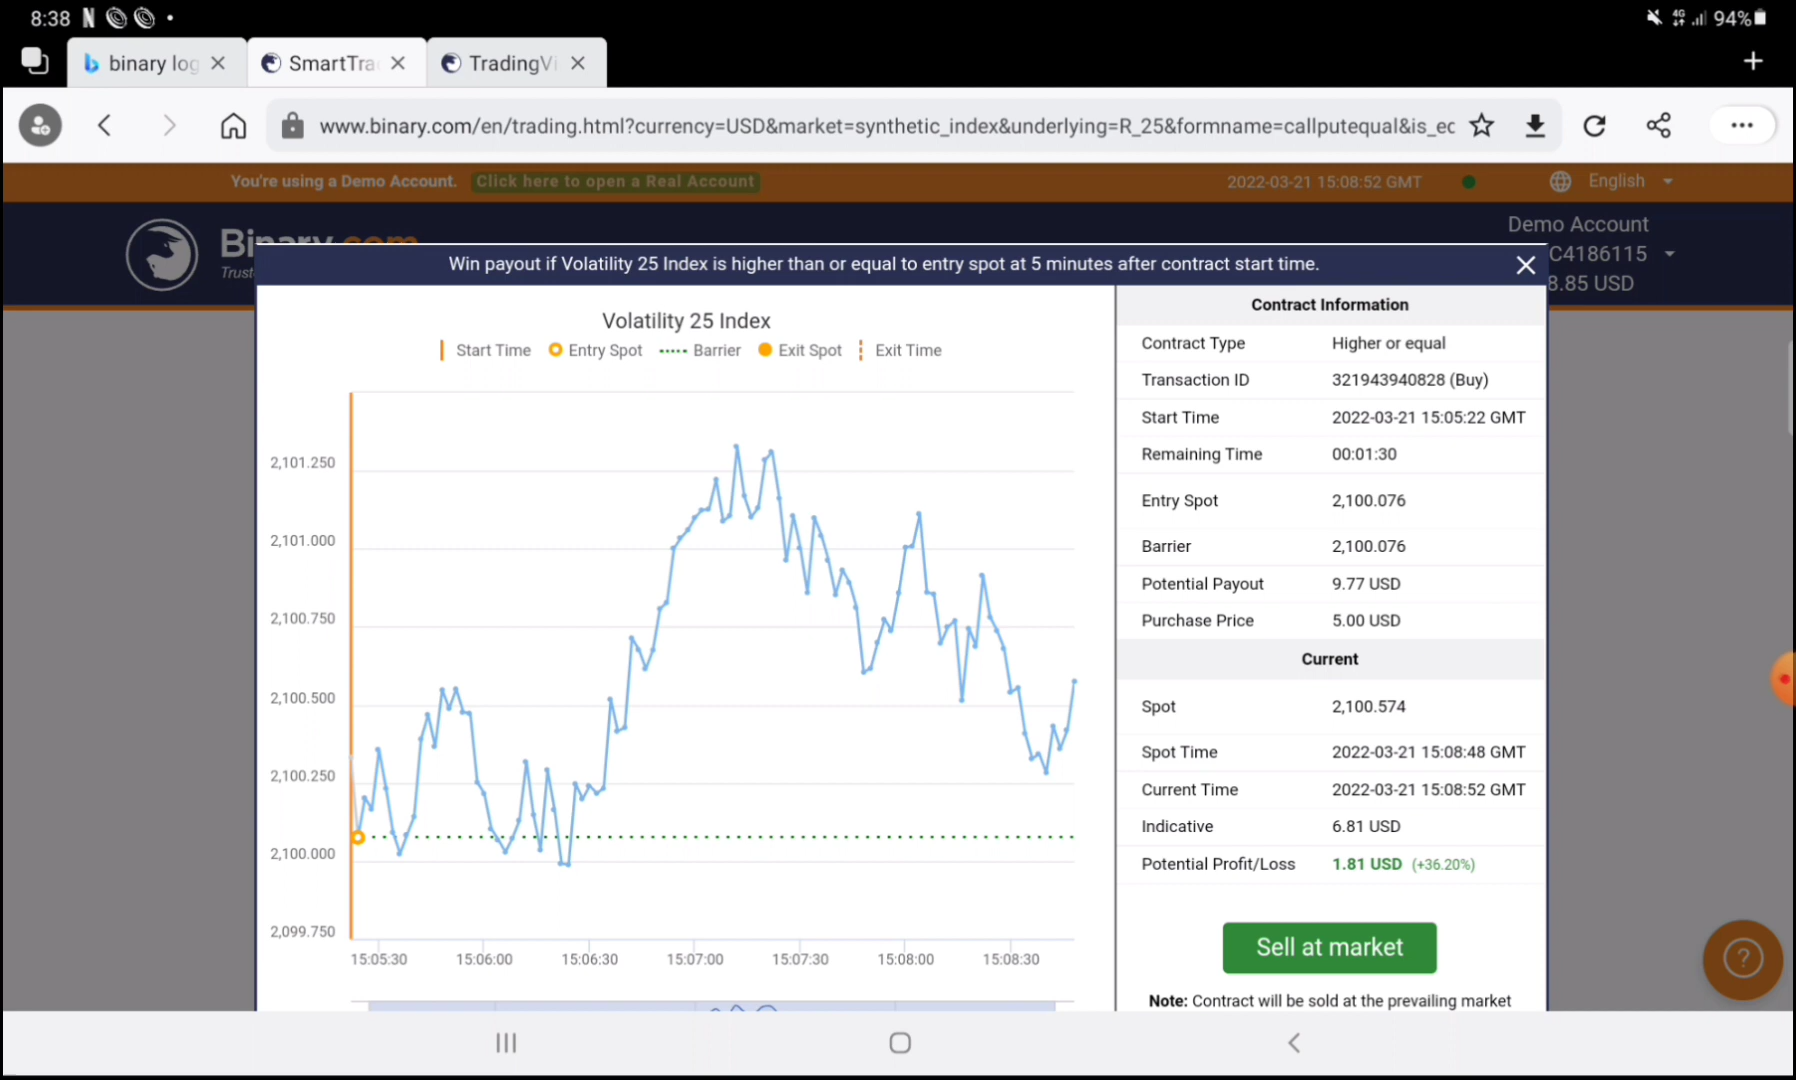 8:38 N 4G 94%
binary log
SmartTra
TradingVi
www.binary.com/en/trading.html?currency=USD&market=synthetic_index&underlying=R_25&formname=callputequal&is_ec
You're using a Demo Account. Click here to open a Real Account 2022-03-21 15:08:52 GMT English
Demo Account
Binary.com C4186115
Trust 8.85 USD
Win payout if Volatility 25 Index is higher than or equal to entry spot at 5 minutes after contract start time.
Volatility 25 Index
Start Time Entry Spot Barrier Exit Spot Exit Time
2,101.250
2,101.000
2,100.750
2,100.500
2,100.250
2,100.000
2,099.750
15:05:30 15:06:00 15:06:30 15:07:00 15:07:30 15:08:00 15:08:30
Contract Information
Contract Type Higher or equal
Transaction ID 321943940828 (Buy)
Start Time 2022-03-21 15:05:22 GMT
Remaining Time 00:01:30
Entry Spot 2,100.076
Barrier 2,100.076
Potential Payout 9.77 USD
Purchase Price 5.00 USD
Current
Spot 2,100.574
Spot Time 2022-03-21 15:08:48 GMT
Current Time 2022-03-21 15:08:52 GMT
Indicative 6.81 USD
Potential Profit/Loss 1.81 USD (+36.20%)
Sell at market
Note: Contract will be sold at the prevailing market
?